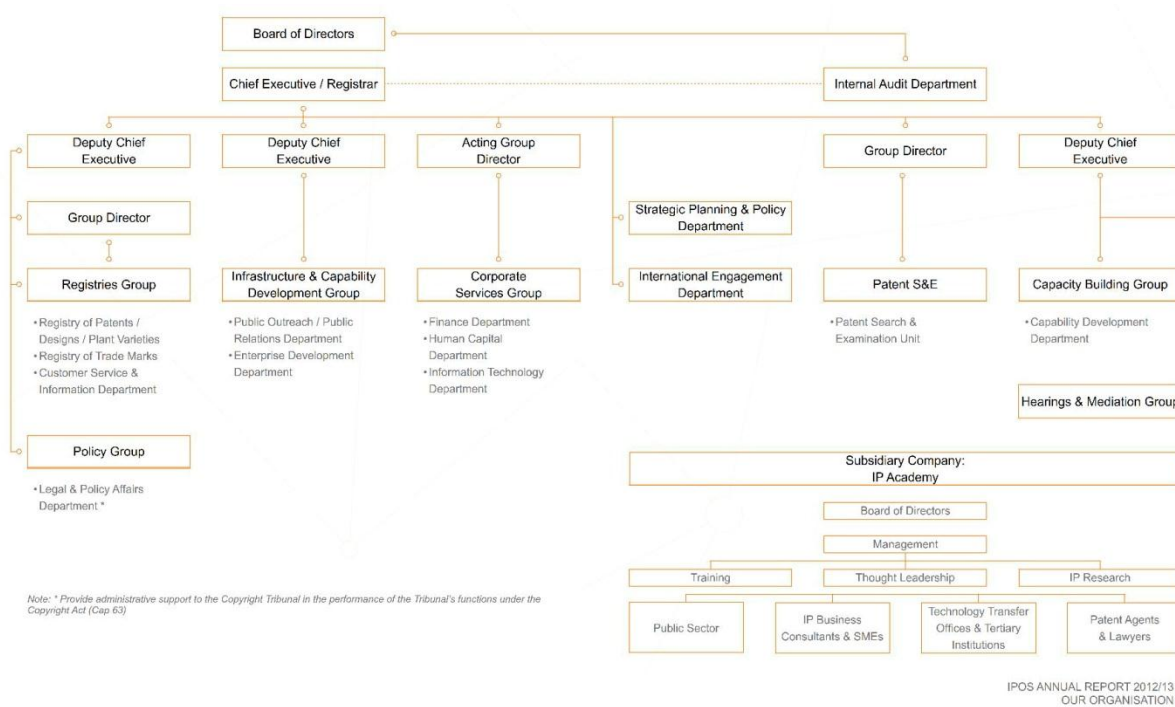 Board of Directors
Chief Executive / Registrar
Internal Audit Department
Deputy Chief
Executive
Deputy Chief
Executive
Acting Group
Director
Group Director
Deputy Chief
Executive
Group Director
Strategic Planning & Policy
Department
Registries Group
Infrastructure & Capability
Development Group
Corporate
Services Group
International Engagement
Department
Patent S&E
Capacity Building Group
• Registry of Patents /
Designs / Plant Varieties
• Registry of Trade Marks
• Customer Service &
Information Department
• Public Outreach / Public
Relations Department
• Enterprise Development
Department
• Finance Department
• Human Capital
Department
• Information Technology
Department
• Patent Search &
Examination Unit
• Capability Development
Department
Hearings & Mediation Group
Policy Group
• Legal & Policy Affairs
Department *
Subsidiary Company:
IP Academy
Board of Directors
Management
Training
Thought Leadership
IP Research
Public Sector
IP Business
Consultants & SMEs
Technology Transfer
Offices & Tertiary
Institutions
Patent Agents
& Lawyers
Note: * Provide administrative support to the Copyright Tribunal in the performance of the Tribunal's functions under the
Copyright Act (Cap 63)
IPOS ANNUAL REPORT 2012/13
OUR ORGANISATION